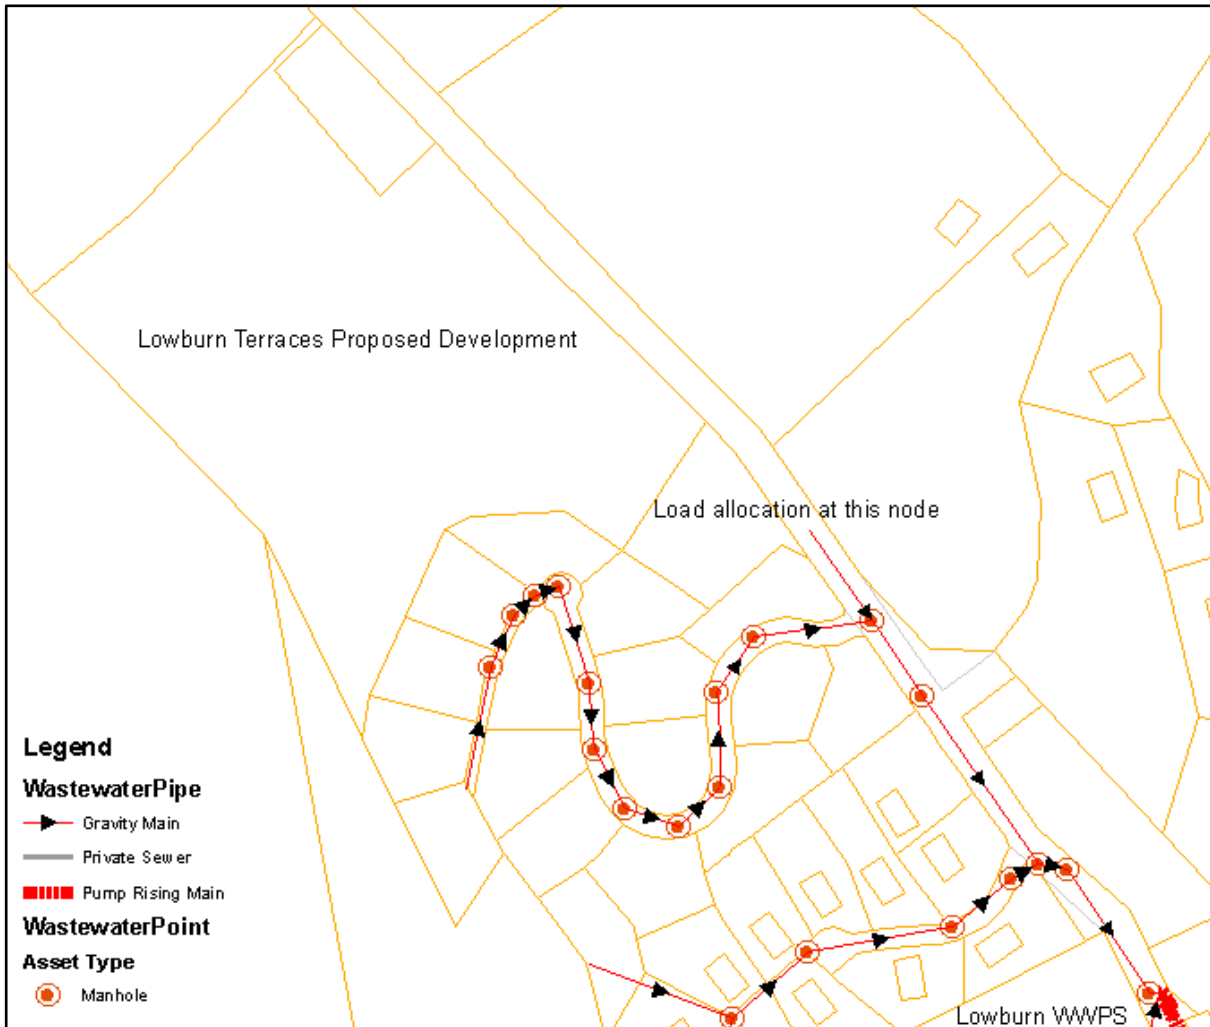 Lowburn Terraces Proposed Development
Load allocation at this node
Legend
WastewaterPipe
Gravity Main
Private Sewer
Pump Rising Main
WastewaterPoint
Asset Type
Manhole
Lowburn WWPS